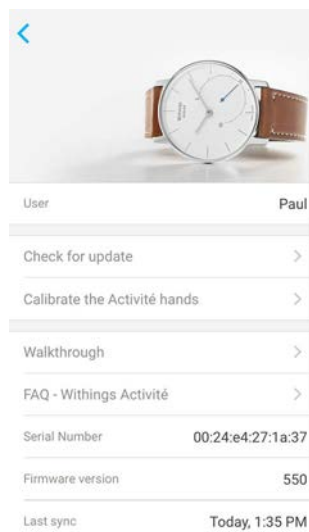 Withings
User Paul
Check for update
Calibrate the Activité hands
Walkthrough
FAQ - Withings Activité
Serial Number 00:24:e4:27:1a:37
Firmware version 550
Last sync Today, 1:35 PM